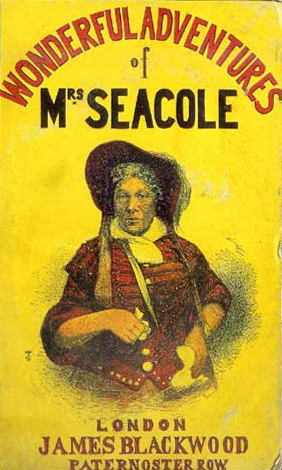 WONDERFUL ADVENTURES
of
MRS SEACOLE
LONDON
JAMES BLACKWOOD
PATERNOSTER ROW